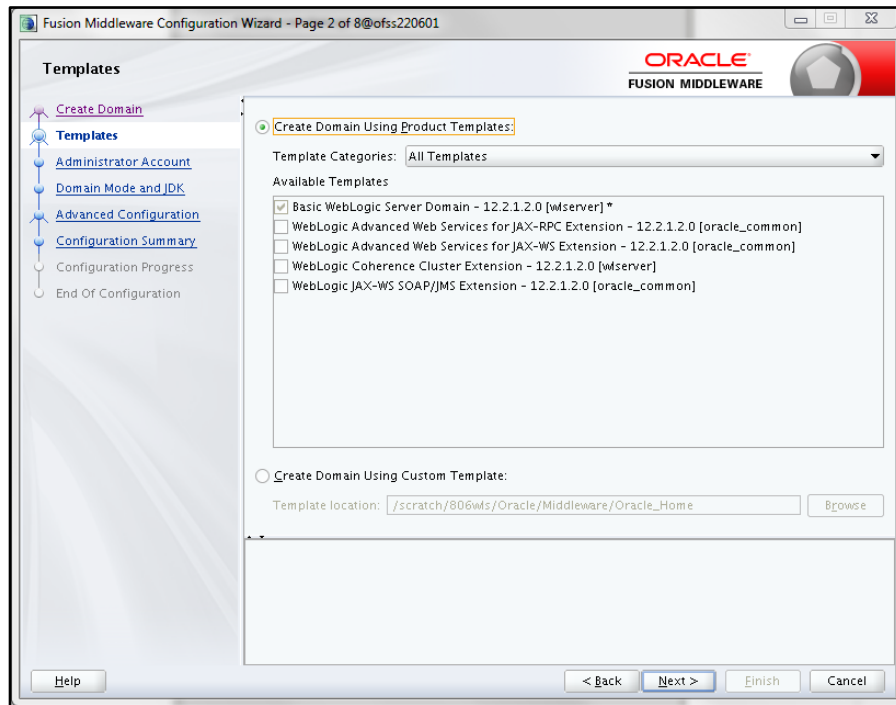 Fusion Middleware Configuration Wizard - Page 2 of 8@ofss220601
Templates
ORACLE
FUSION MIDDLEWARE
Create Domain
Templates
Administrator Account
Domain Mode and JDK
Advanced Configuration
Configuration Summary
Configuration Progress
End Of Configuration
Create Domain Using Product Templates:
Template Categories: All Templates
Available Templates
Basic WebLogic Server Domain - 12.2.1.2.0 [wlserver] *
WebLogic Advanced Web Services for JAX-RPC Extension - 12.2.1.2.0 [oracle_common]
WebLogic Advanced Web Services for JAX-WS Extension - 12.2.1.2.0 [oracle_common]
WebLogic Coherence Cluster Extension - 12.2.1.2.0 [wlserver]
WebLogic JAX-WS SOAP/JMS Extension - 12.2.1.2.0 [oracle_common]
Create Domain Using Custom Template:
Template location: /scratch/806wls/Oracle/Middleware/Oracle_Home Browse
Help < Back Next > Finish Cancel